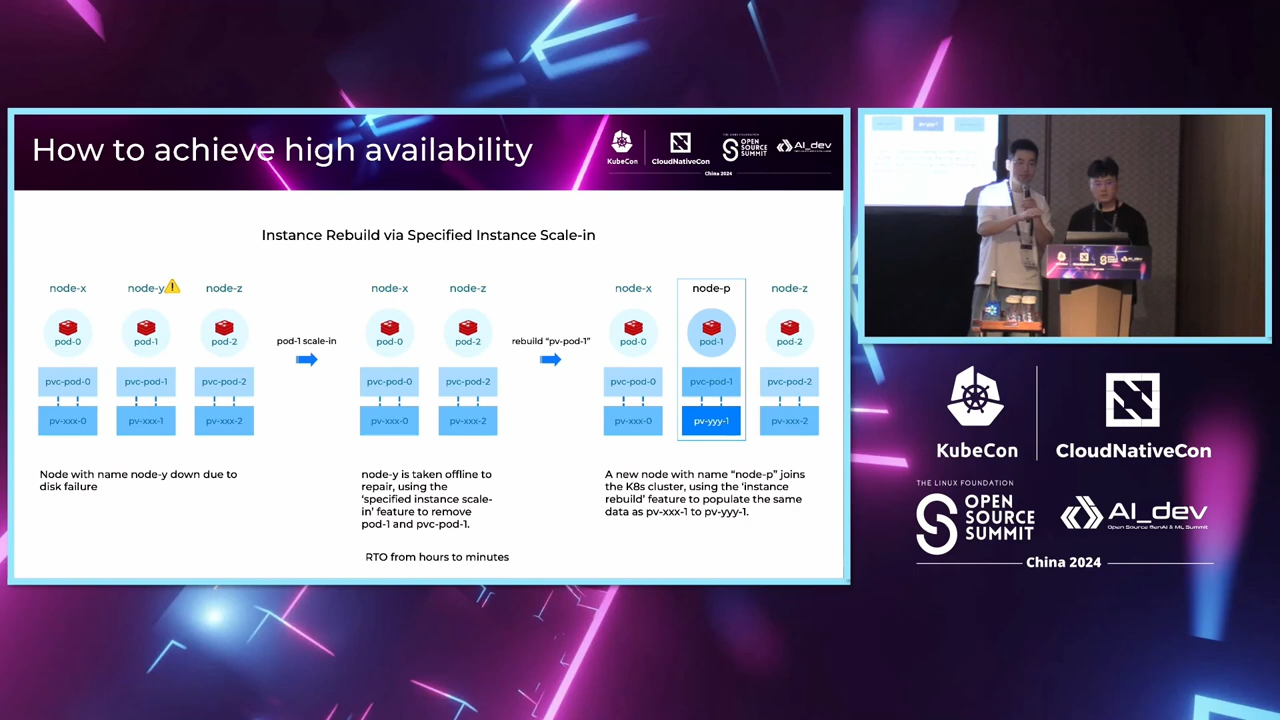 How to achieve high availability
KubeCon
CloudNativeCon
THE LINUX FOUNDATION
OPEN
SOURCE
SUMMIT
AI_dev
China 2024
Instance Rebuild via Specified Instance Scale-in
node-x
node-y
node-z
pod-0
pod-1
pod-2
pvc-pod-0
pvc-pod-1
pvc-pod-2
pv-xxx-0
pv-xxx-1
pv-xxx-2
Node with name node-y down due to
disk failure
pod-1 scale-in
node-x
node-z
pod-0
pod-2
pvc-pod-0
pvc-pod-2
pv-xxx-0
pv-xxx-2
node-y is taken offline to
repair, using the
‘specified instance scale-
in’ feature to remove
pod-1 and pvc-pod-1.
rebuild “pv-pod-1”
node-x
node-p
node-z
pod-0
pod-1
pod-2
pvc-pod-0
pvc-pod-1
pvc-pod-2
pv-xxx-0
pv-yyy-1
pv-xxx-2
A new node with name “node-p” joins
the K8s cluster, using the ‘instance
rebuild’ feature to populate the same
data as pv-xxx-1 to pv-yyy-1.
RTO from hours to minutes
KubeCon
CloudNativeCon
THE LINUX FOUNDATION
OPEN
SOURCE
SUMMIT
AI_dev
Open Source GenAI & ML Summit
China 2024